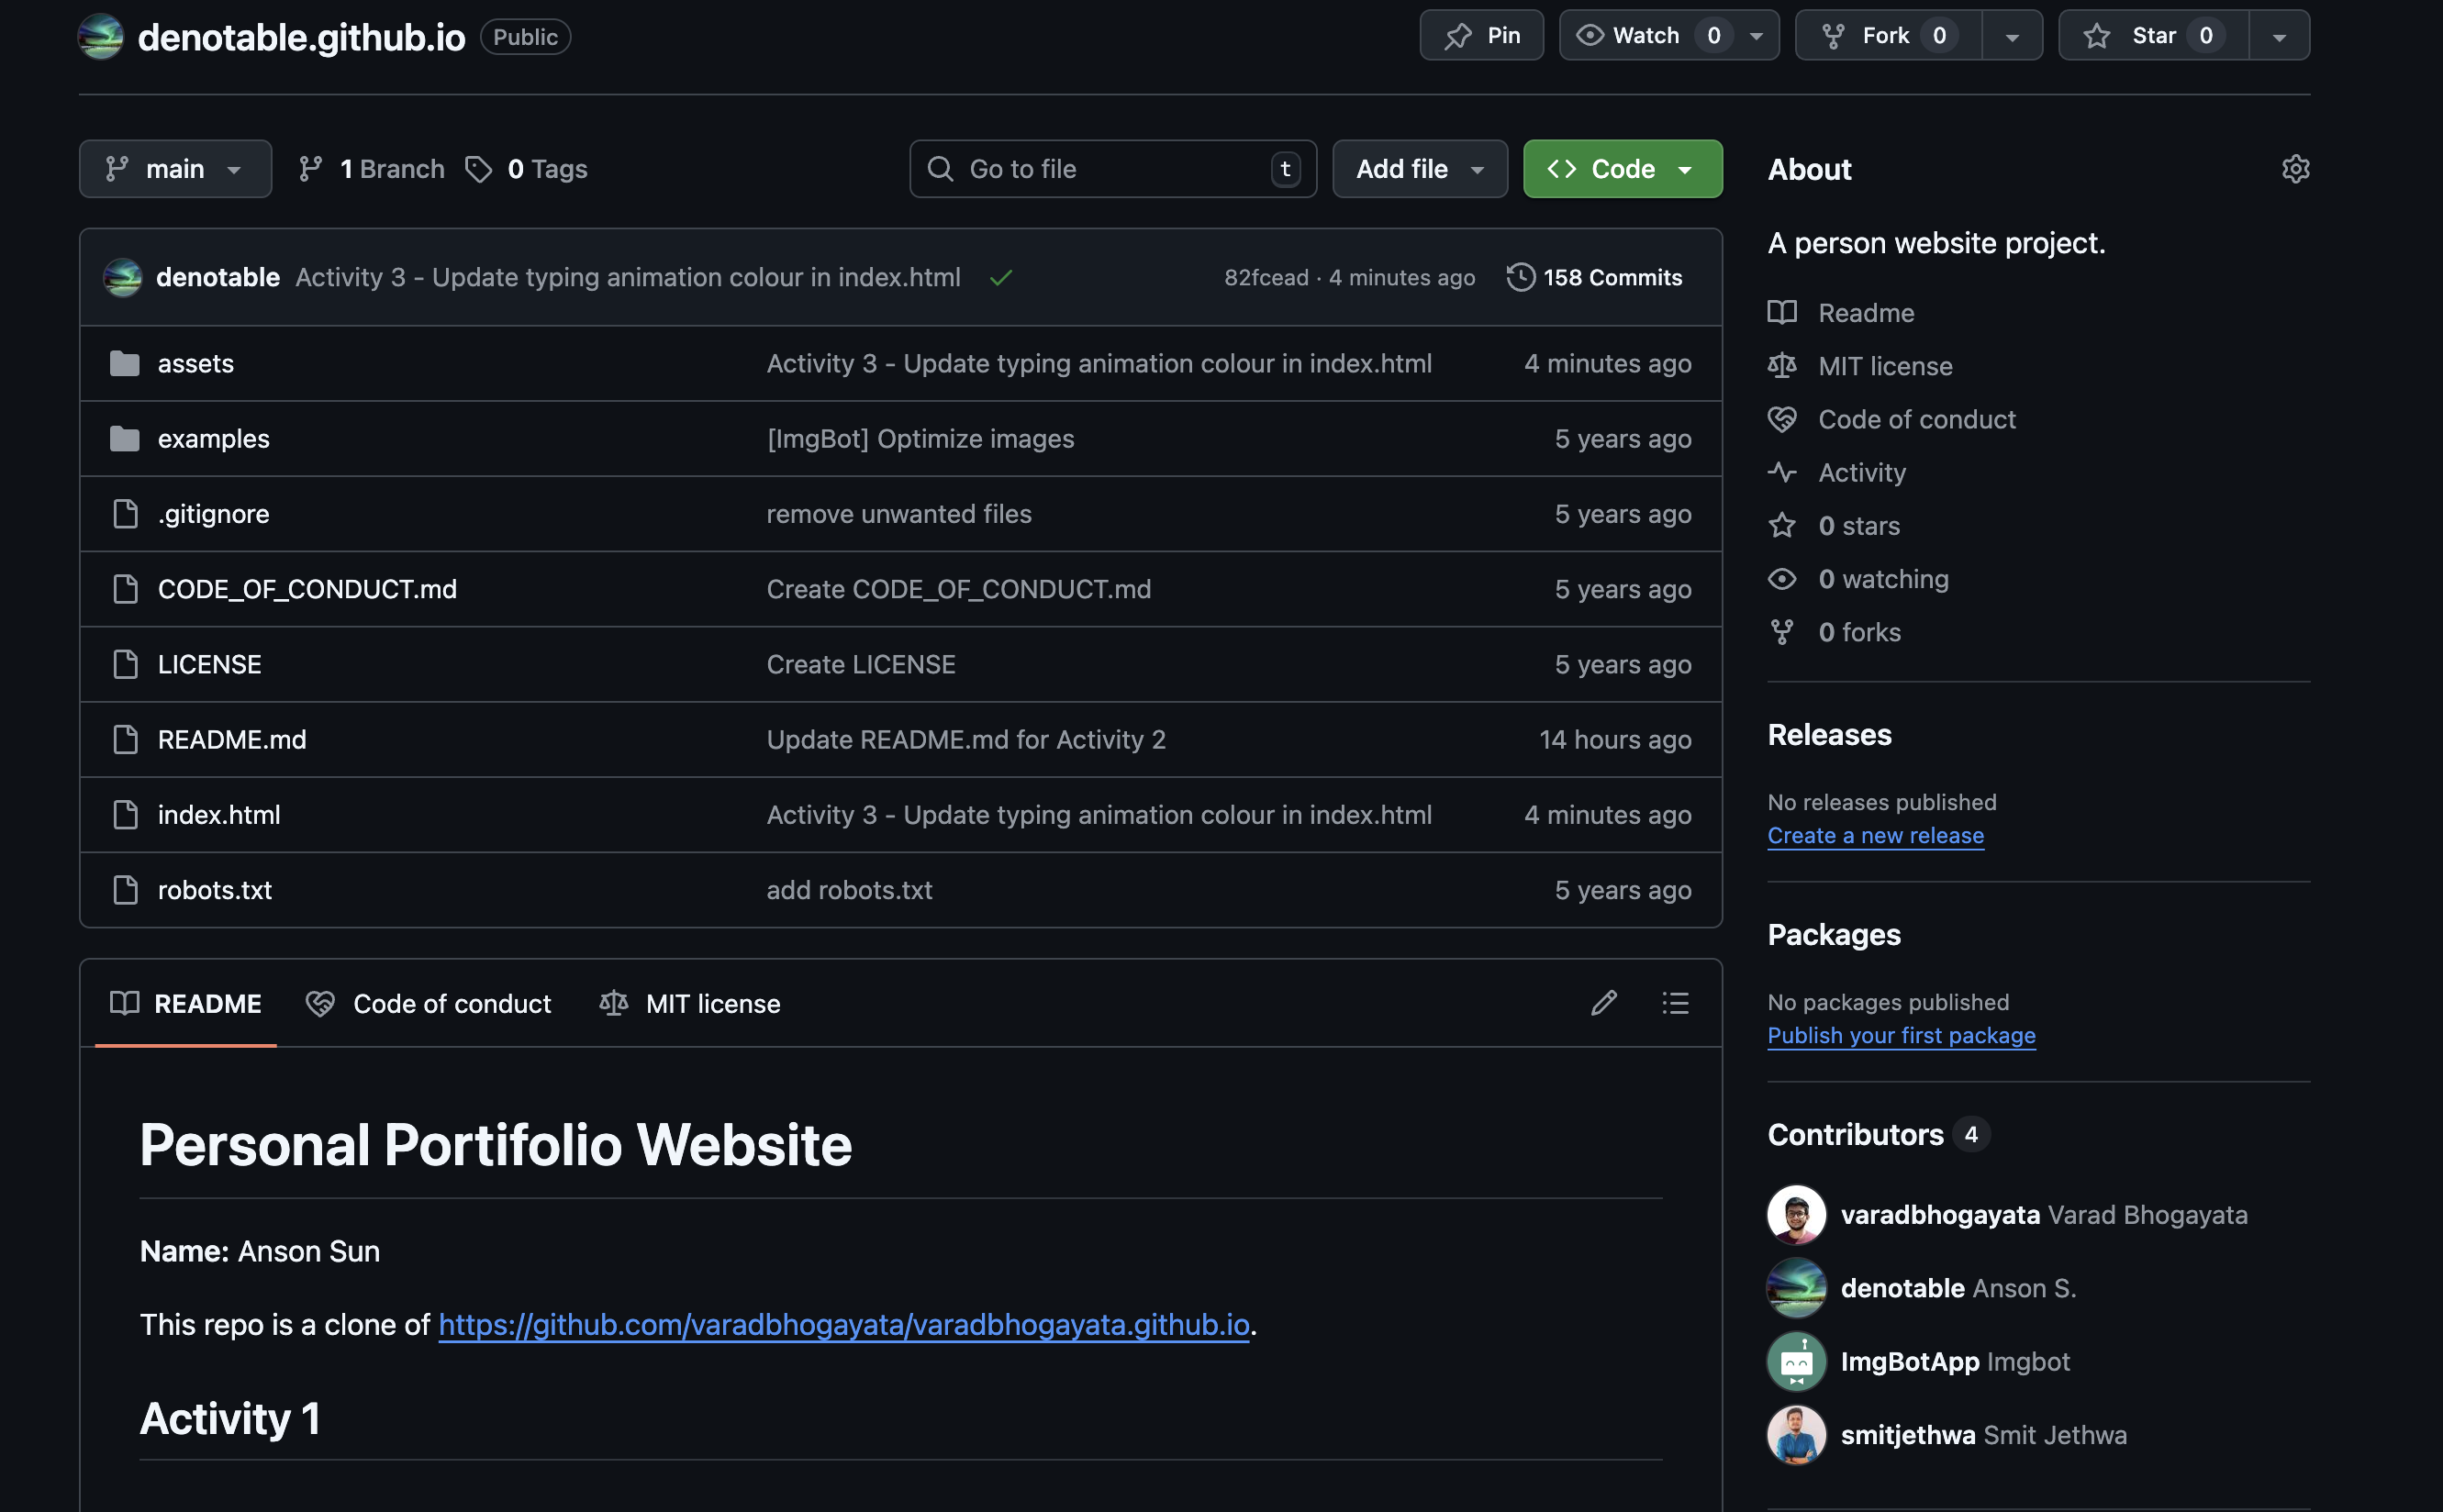 denotable.github.io Public Pin Watch 0 Fork 0 Star 0
main 1 Branch 0 Tags Go to file t Add file Code
denotable Activity 3 - Update typing animation colour in index.html 82fcead · 4 minutes ago 158 Commits
assets Activity 3 - Update typing animation colour in index.html 4 minutes ago
examples [ImgBot] Optimize images 5 years ago
.gitignore remove unwanted files 5 years ago
CODE_OF_CONDUCT.md Create CODE_OF_CONDUCT.md 5 years ago
LICENSE Create LICENSE 5 years ago
README.md Update README.md for Activity 2 14 hours ago
index.html Activity 3 - Update typing animation colour in index.html 4 minutes ago
robots.txt add robots.txt 5 years ago
README Code of conduct MIT license
Personal Portifolio Website
Name: Anson Sun
This repo is a clone of https://github.com/varadbhogayata/varadbhogayata.github.io.
Activity 1
About
A person website project.
Readme
MIT license
Code of conduct
Activity
0 stars
0 watching
0 forks
Releases
No releases published
Create a new release
Packages
No packages published
Publish your first package
Contributors 4
varadbhogayata Varad Bhogayata
denotable Anson S.
ImgBotApp Imgbot
smitjethwa Smit Jethwa